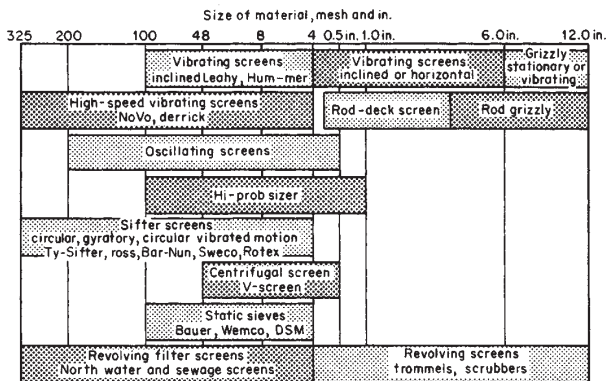 Size of material, mesh and in.
325 200 100 48 8 4 0.5 in. 1.0 in. 6.0 in. 12.0 in.
Vibrating screens
inclined Leahy, Hum-mer
Vibrating screens
inclined or horizontal
Grizzly
stationary or
vibrating
High-speed vibrating screens
NoVo, derrick
Rod-deck screen
Rod grizzly
Oscillating screens
Hi-prob sizer
Sifter screens
circular, gyratory, circular vibrated motion
Ty-Sifter, ross, Bar-Nun, Sweco, Rotex
Centrifugal screen
V-screen
Static sieves
Bauer, Wemco, DSM
Revolving filter screens
North water and sewage screens
Revolving screens
trommels, scrubbers